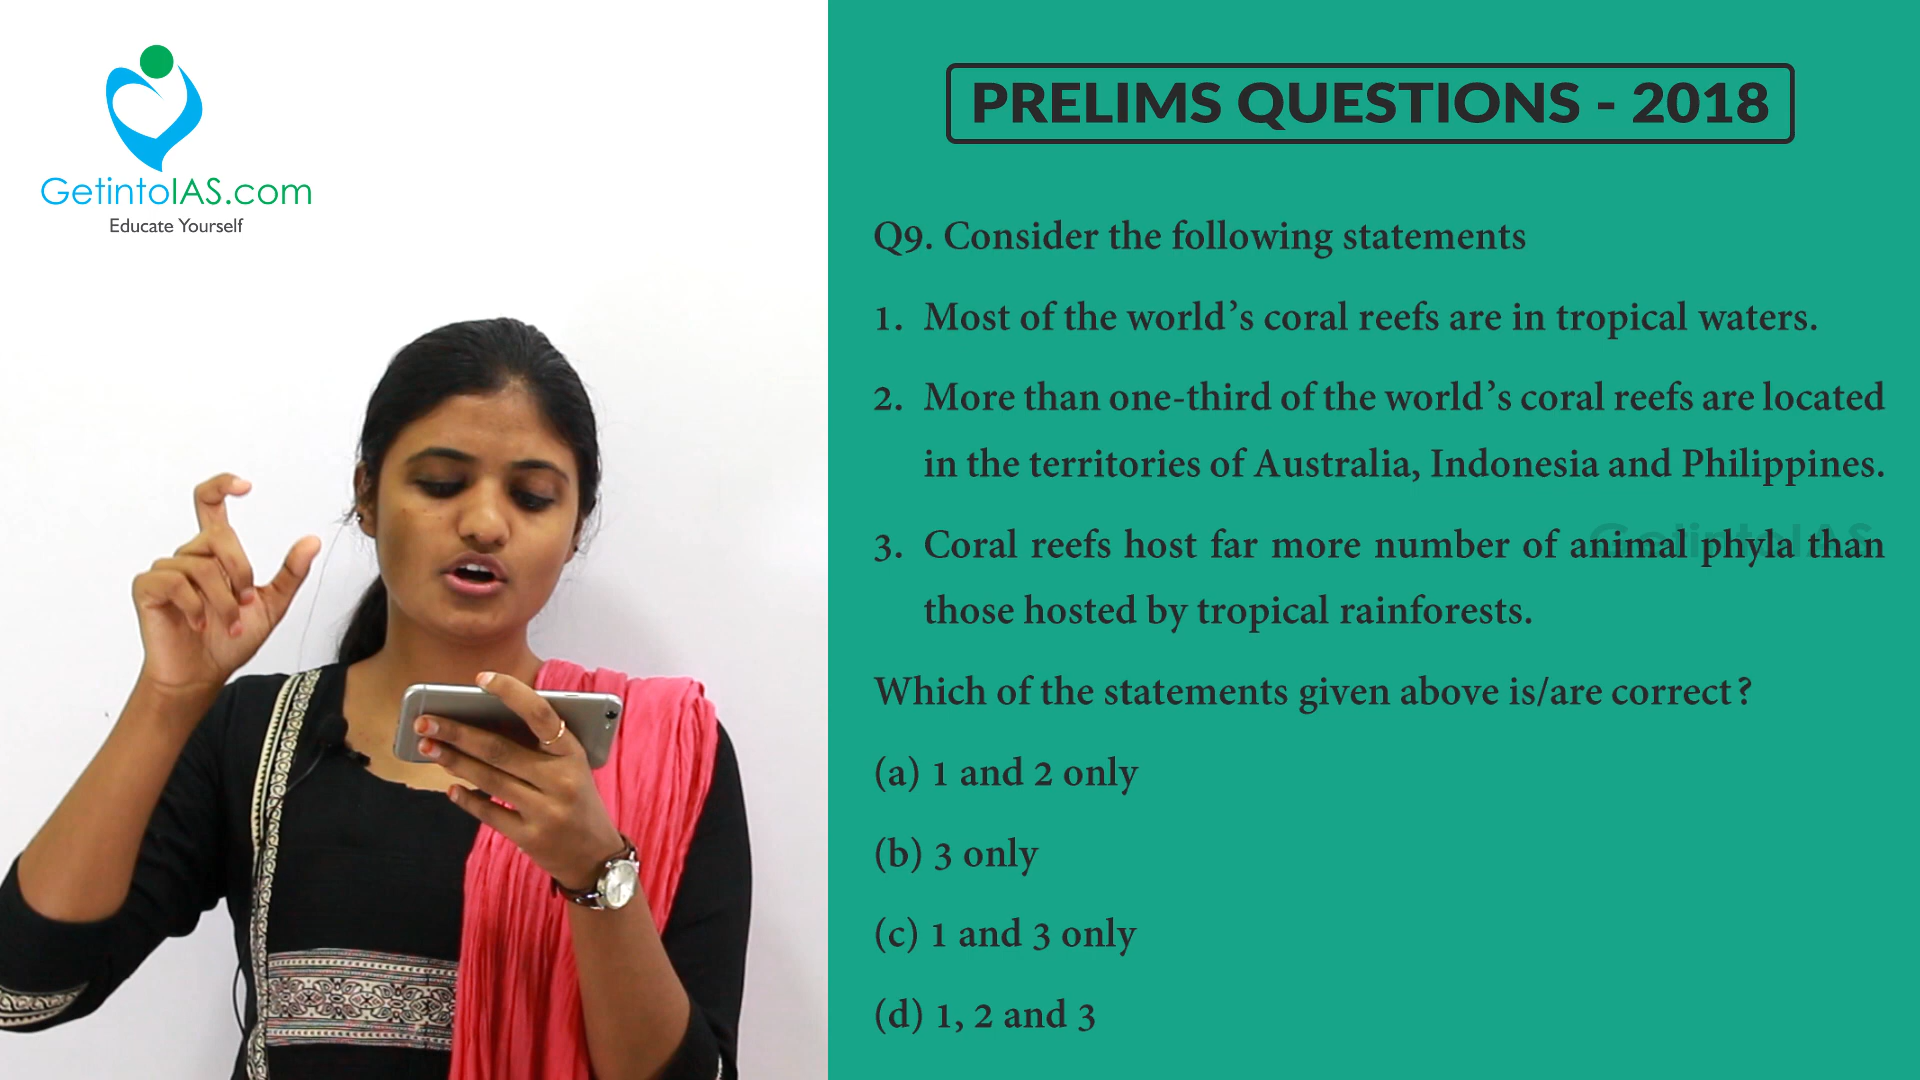 GetintoIAS.com
Educate Yourself
PRELIMS QUESTIONS - 2018
Q9. Consider the following statements
1. Most of the world’s coral reefs are in tropical waters.
2. More than one-third of the world’s coral reefs are located
in the territories of Australia, Indonesia and Philippines.
GetintoIAS
3. Coral reefs host far more number of animal phyla than
those hosted by tropical rainforests.
Which of the statements given above is/are correct?
(a) 1 and 2 only
(b) 3 only
(c) 1 and 3 only
(d) 1, 2 and 3